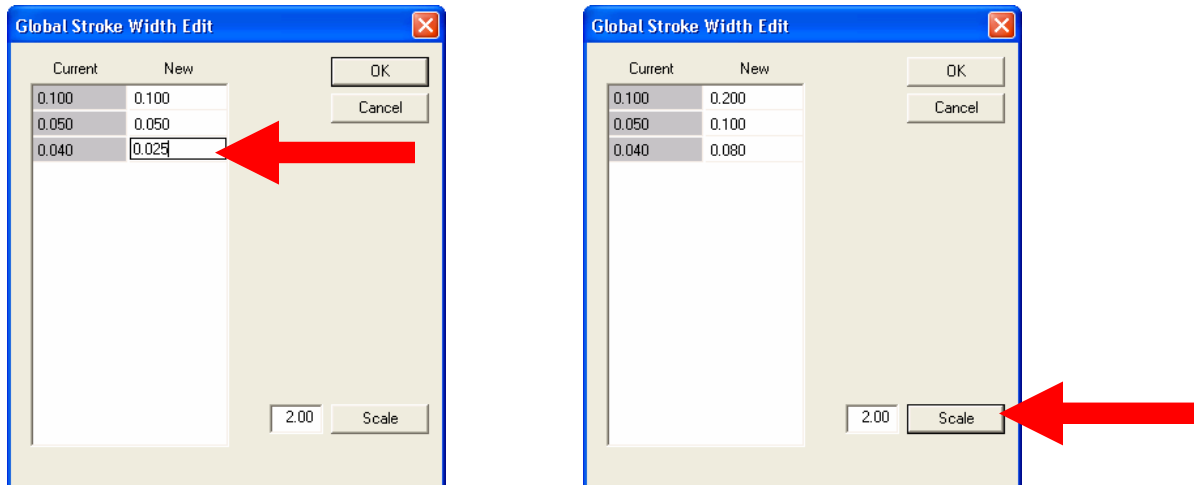 Global Stroke Width Edit
Current New
OK
0.100 0.100
Cancel
0.050 0.050
0.040 0.025
2.00 Scale
Global Stroke Width Edit
Current New
OK
0.100 0.200
Cancel
0.050 0.100
0.040 0.080
2.00 Scale